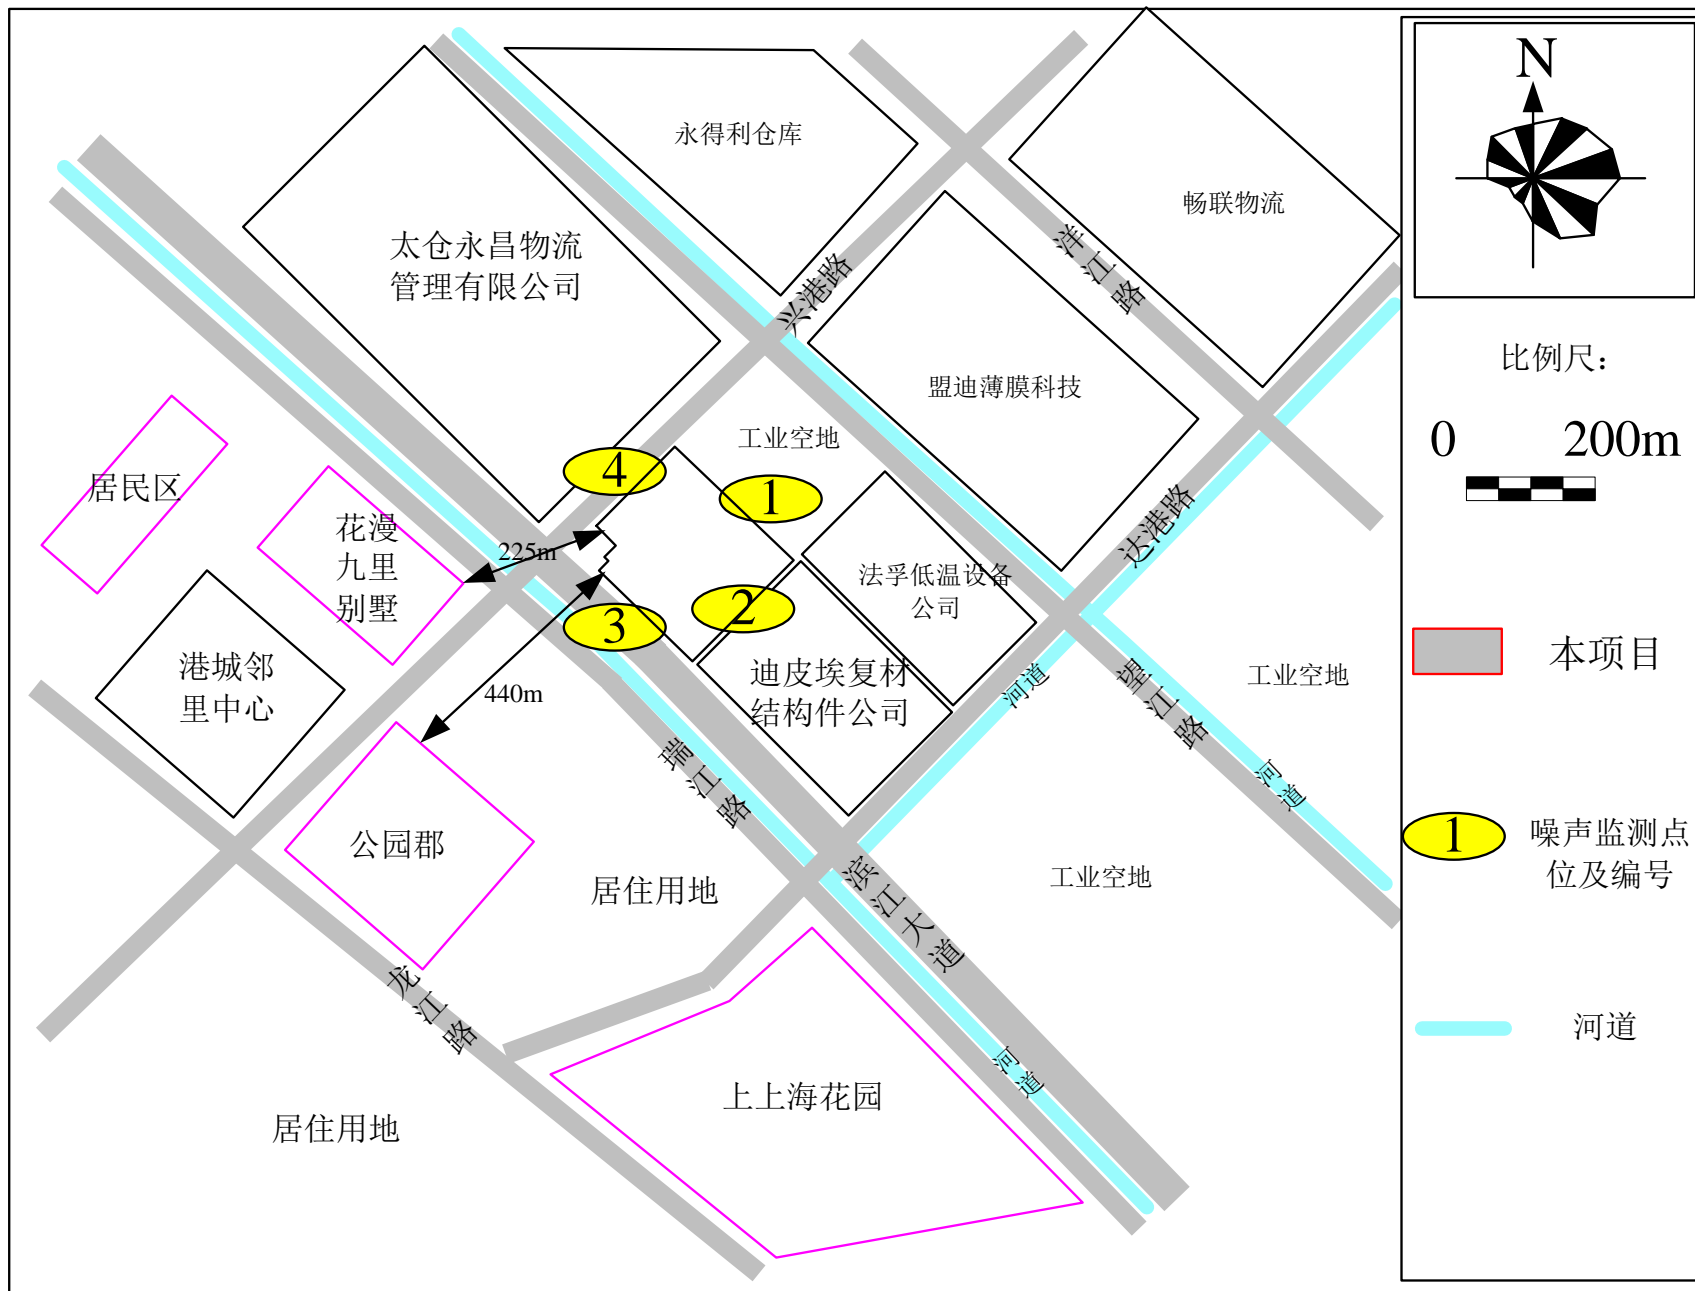 N
永得利仓库
畅联物流
太仓永昌物流
管理有限公司
洋江路
兴港路
比例尺：
盟迪薄膜科技
0 200m
工业空地
4
1
居民区
花漫
九里
别墅
225m
达港路
法孚低温设备
公司
2
3
港城邻
里中心
440m
迪皮埃复材
结构件公司
河道
望江路
工业空地
本项目
瑞江路
河道
1
噪声监测点
位及编号
公园郡
居住用地
滨江大道
工业空地
龙江路
河道
河道
上上海花园
居住用地